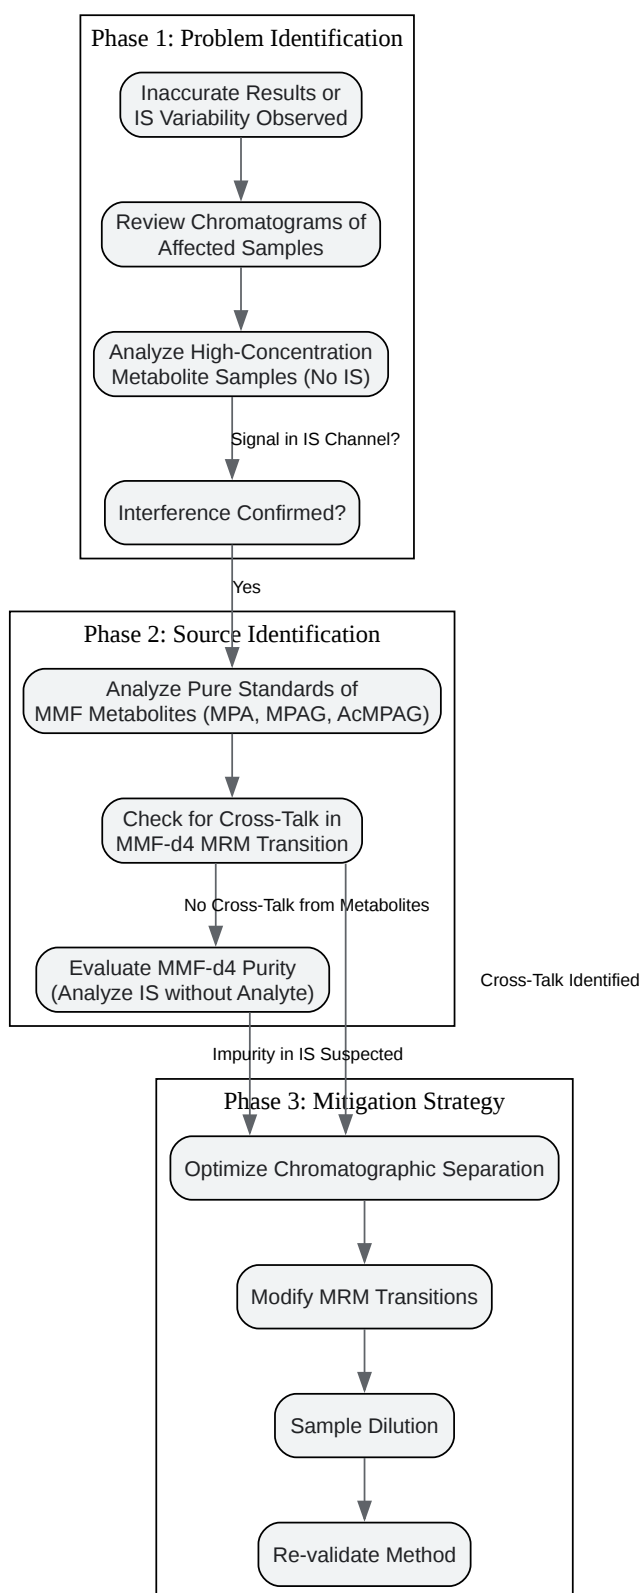 Phase 1: Problem Identification
Inaccurate Results or
IS Variability Observed
Review Chromatograms of
Affected Samples
Analyze High-Concentration
Metabolite Samples (No IS)
Signal in IS Channel?
Interference Confirmed?
Yes
Phase 2: Source Identification
Analyze Pure Standards of
MMF Metabolites (MPA, MPAG, AcMPAG)
Check for Cross-Talk in
MMF-d4 MRM Transition
No Cross-Talk from Metabolites
Evaluate MMF-d4 Purity
(Analyze IS without Analyte)
Cross-Talk Identified
Impurity in IS Suspected
Phase 3: Mitigation Strategy
Optimize Chromatographic Separation
Modify MRM Transitions
Sample Dilution
Re-validate Method